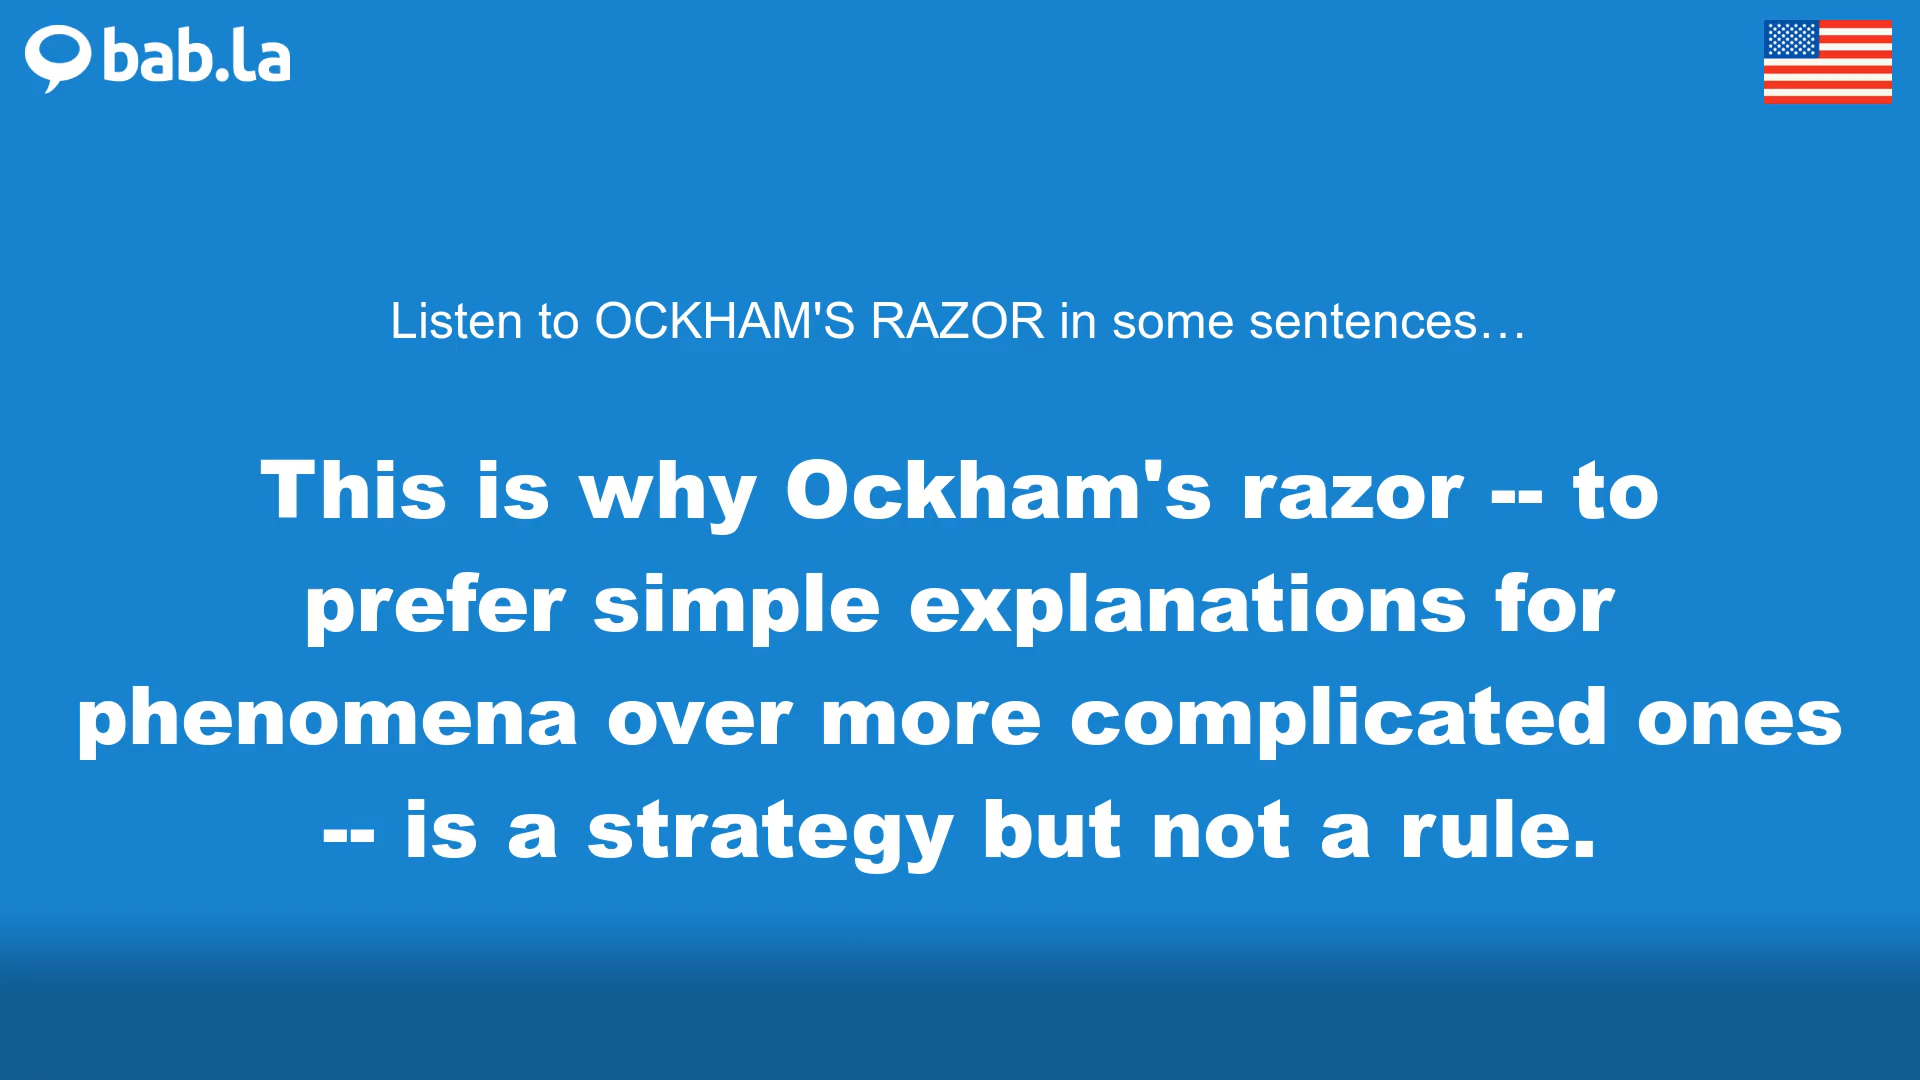 bab.la
Listen to OCKHAM'S RAZOR in some sentences…
This is why Ockham's razor -- to
prefer simple explanations for
phenomena over more complicated ones
-- is a strategy but not a rule.